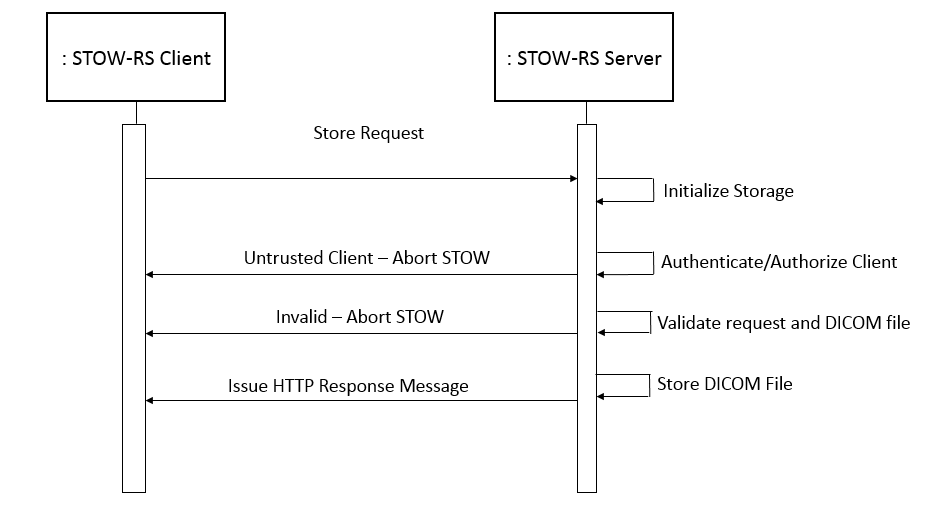 : STOW-RS Client
: STOW-RS Server
Store Request
Initialize Storage
Untrusted Client – Abort STOW
Authenticate/Authorize Client
Invalid – Abort STOW
Validate request and DICOM file
Issue HTTP Response Message
Store DICOM File